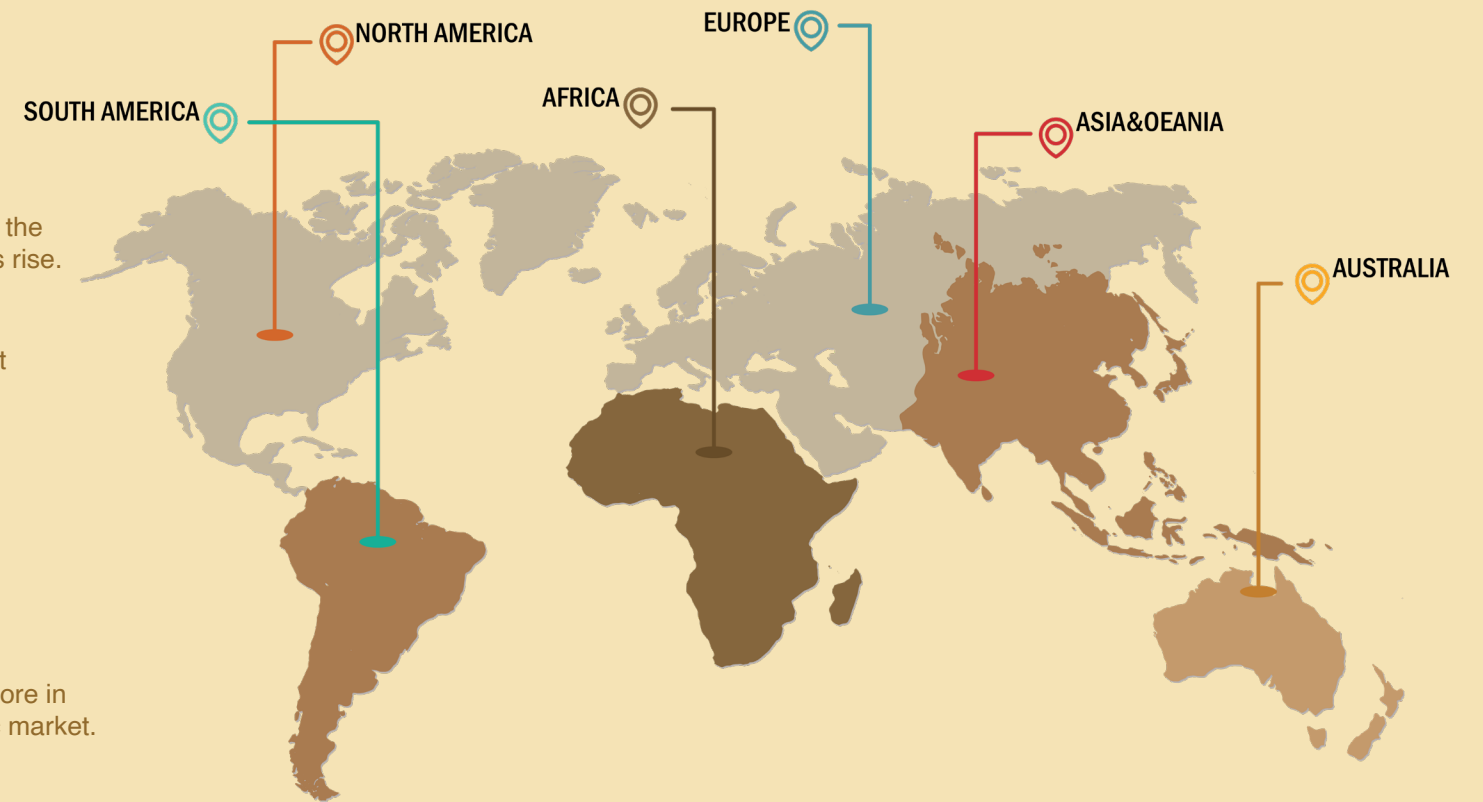 EUROPE
NORTH AMERICA
AFRICA
SOUTH AMERICA
ASIA&OEANIA
the
s rise.
AUSTRALIA
t
ore in
market.